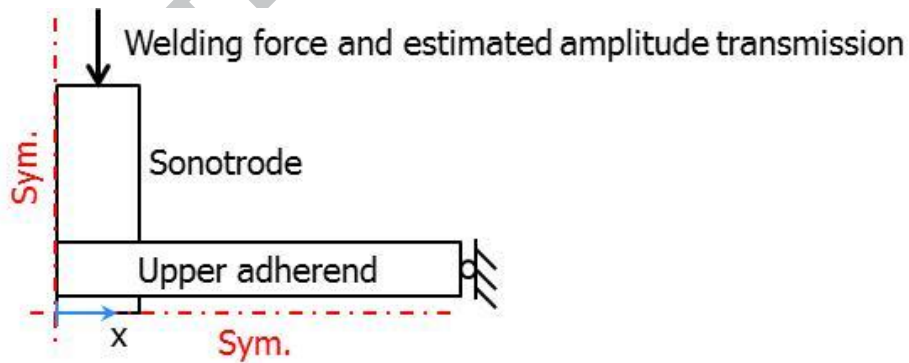 Welding force and estimated amplitude transmission
Sym.
Sonotrode
Upper adherend
x
Sym.